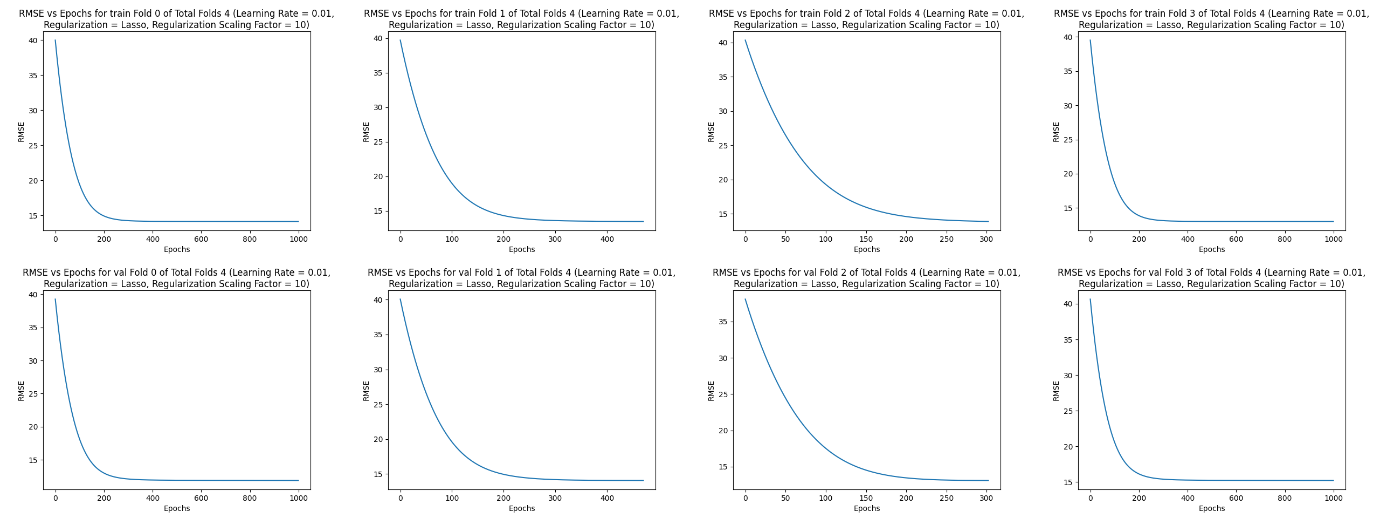 RMSE vs Epochs for train Fold 0 of Total Folds 4 (Learning Rate = 0.01,
Regularization = Lasso, Regularization Scaling Factor = 10)
40
35
30
25
20
15
RMSE
0 200 400 600 800 1000
Epochs
RMSE vs Epochs for train Fold 1 of Total Folds 4 (Learning Rate = 0.01,
Regularization = Lasso, Regularization Scaling Factor = 10)
40
35
30
25
20
15
RMSE
0 100 200 300 400
Epochs
RMSE vs Epochs for train Fold 2 of Total Folds 4 (Learning Rate = 0.01,
Regularization = Lasso, Regularization Scaling Factor = 10)
40
35
30
25
20
15
RMSE
0 50 100 150 200 250 300
Epochs
RMSE vs Epochs for train Fold 3 of Total Folds 4 (Learning Rate = 0.01,
Regularization = Lasso, Regularization Scaling Factor = 10)
40
35
30
25
20
15
RMSE
0 200 400 600 800 1000
Epochs
RMSE vs Epochs for val Fold 0 of Total Folds 4 (Learning Rate = 0.01,
Regularization = Lasso, Regularization Scaling Factor = 10)
40
35
30
25
20
15
RMSE
0 200 400 600 800 1000
Epochs
RMSE vs Epochs for val Fold 1 of Total Folds 4 (Learning Rate = 0.01,
Regularization = Lasso, Regularization Scaling Factor = 10)
40
35
30
25
20
15
RMSE
0 100 200 300 400
Epochs
RMSE vs Epochs for val Fold 2 of Total Folds 4 (Learning Rate = 0.01,
Regularization = Lasso, Regularization Scaling Factor = 10)
35
30
25
20
15
RMSE
0 50 100 150 200 250 300
Epochs
RMSE vs Epochs for val Fold 3 of Total Folds 4 (Learning Rate = 0.01,
Regularization = Lasso, Regularization Scaling Factor = 10)
40
35
30
25
20
15
RMSE
0 200 400 600 800 1000
Epochs